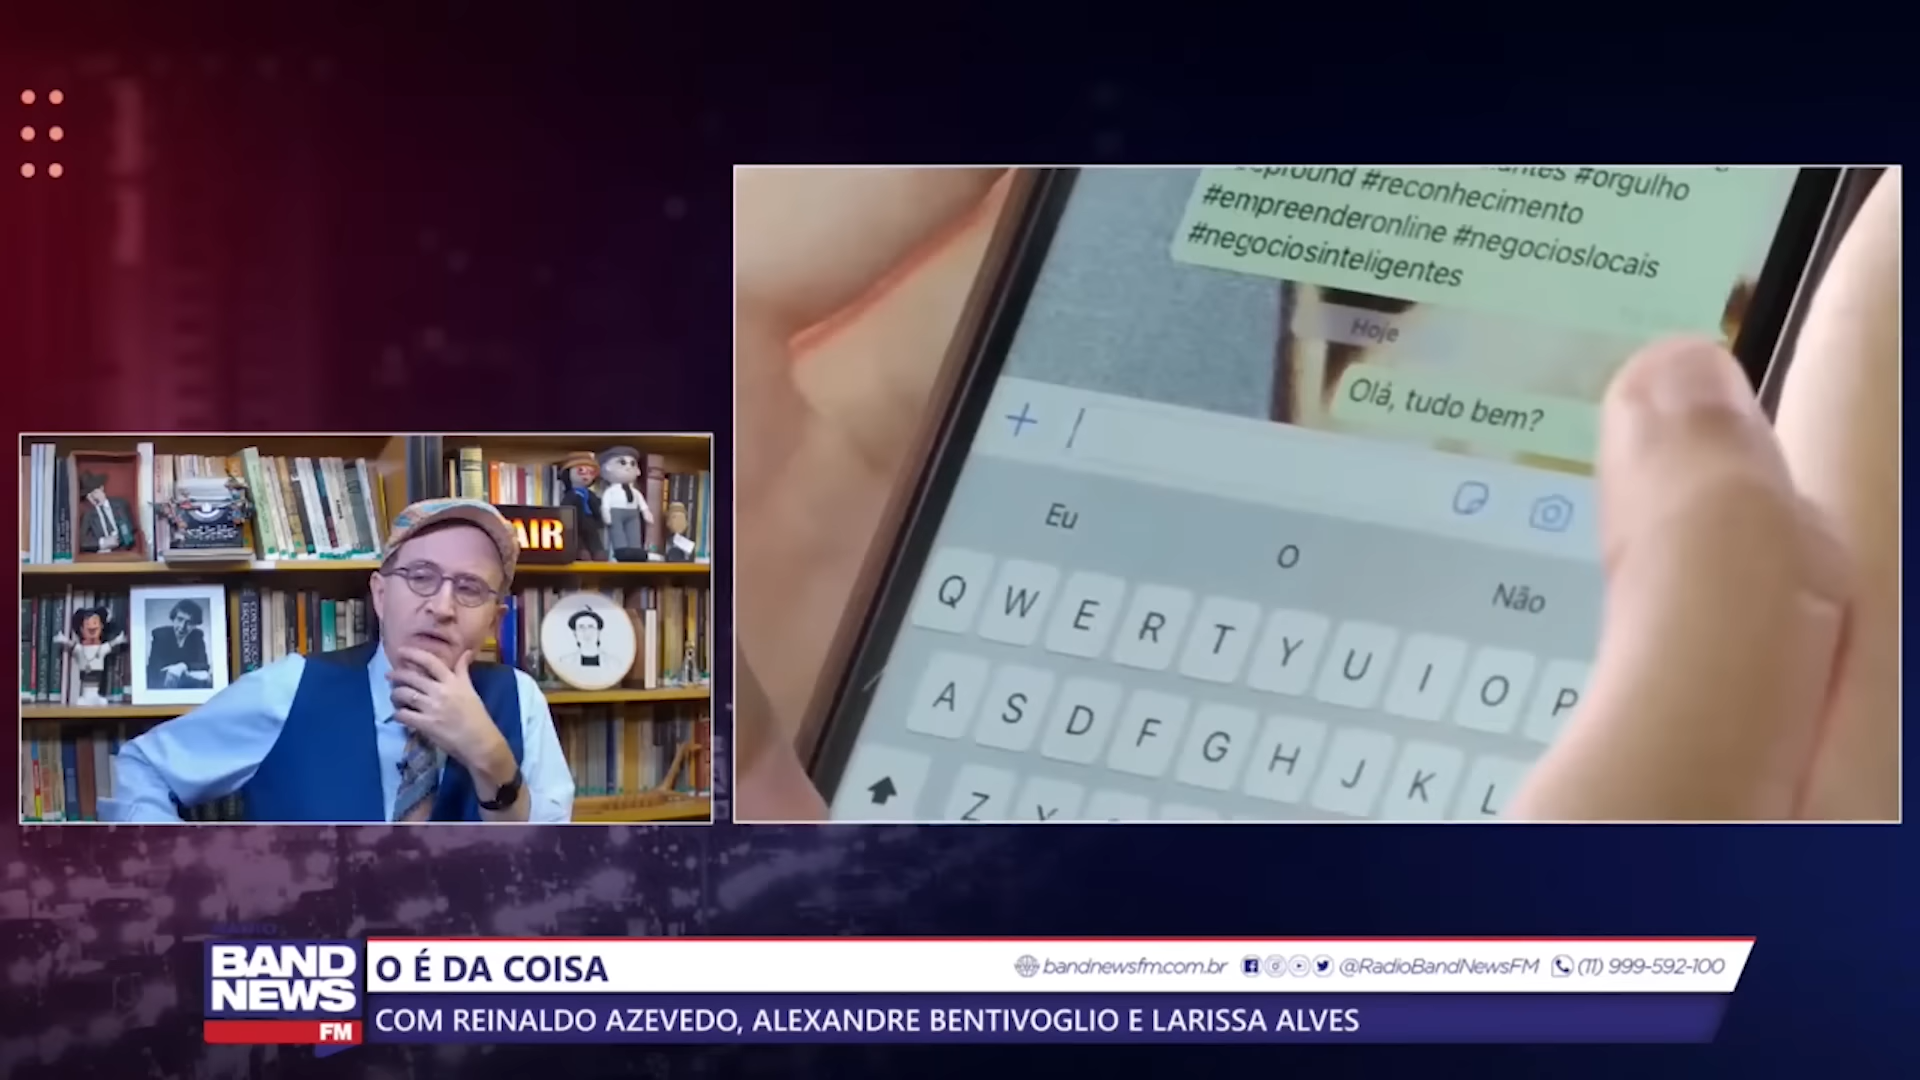 #reconhecimento
#orgulho
#empreenderonline #negocioslocais
#negociosinteligentes
Hoje
Olá, tudo bem?
Eu
O
Não
Q W E R T Y U I O P
A S D F G H J K L
Z
AIR
BAND
NEWS
FM
O É DA COISA
bandnewsfm.com.br
@RadioBandNewsFM
(11) 999-592-100
COM REINALDO AZEVEDO, ALEXANDRE BENTIVOGLIO E LARISSA ALVES